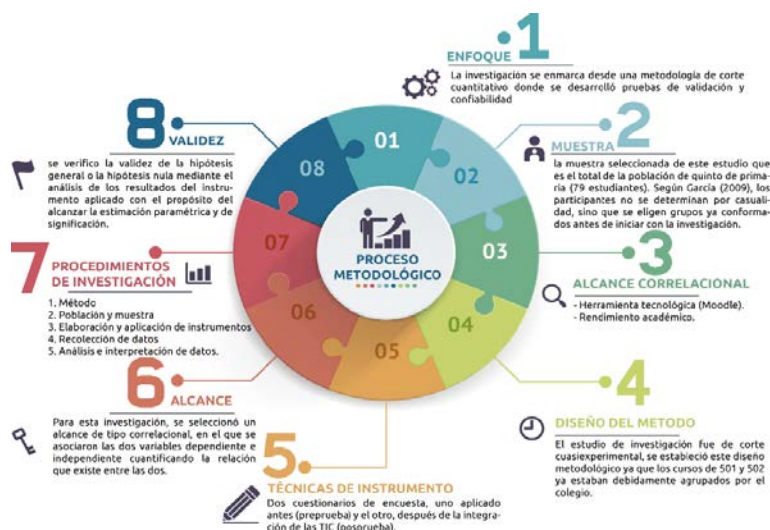 1
ENFOQUE
La investigación se enmarca desde una metodología de corte
cuantitativo donde se desarrolló pruebas de validación y
confiabilidad
2
MUESTRA
la muestra seleccionada de este estudio que
es el total de la población de quinto de prima-
ria (79 estudiantes). Según García (2009), los
participantes no se determinan por casuali-
dad, sino que se eligen grupos ya conforma-
dos antes de iniciar con la investigación.
3
ALCANCE CORRELACIONAL
- Herramienta tecnológica (Moodle).
- Rendimiento académico.
4
DISEÑO DEL METODO
El estudio de investigación fue de corte
cuasiexperimental, se estableció este diseño
metodológico ya que los cursos de 501 y 502
ya estaban debidamente agrupados por el
colegio.
5
TÉCNICAS DE INSTRUMENTO
Dos cuestionarios de encuesta, uno aplicado
antes (preprueba) y el otro, después de la integra-
ción de las TIC (posprueba).
6
ALCANCE
Para esta investigación, se seleccionó un
alcance de tipo correlacional, en el que se
asociaron las dos variables dependiente e
independiente cuantificando la relación
que existe entre las dos.
7
PROCEDIMIENTOS
DE INVESTIGACIÓN
1. Método
2. Población y muestra
3. Elaboración y aplicación de instrumentos
4. Recolección de datos
5. Análisis e interpretación de datos.
8
VALIDEZ
se verifico la validez de la hipótesis
general o la hipótesis nula mediante el
análisis de los resultados del instru-
mento aplicado con el propósito del
alcanzar la estimación paramétrica y de
significación.
01
02
03
04
05
06
07
08
PROCESO
METODOLÓGICO